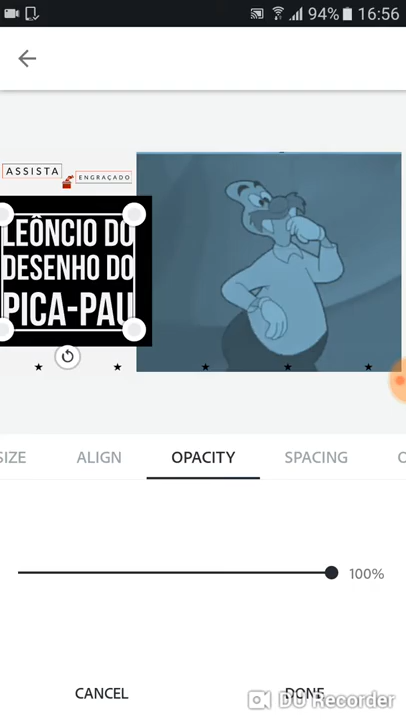 94% 16:56
ASSISTA
ENGRAÇADO
LEÔNCIO DO
DESENHO DO
PICA-PAU
SIZE ALIGN OPACITY SPACING
100%
CANCEL DONE
DU Recorder